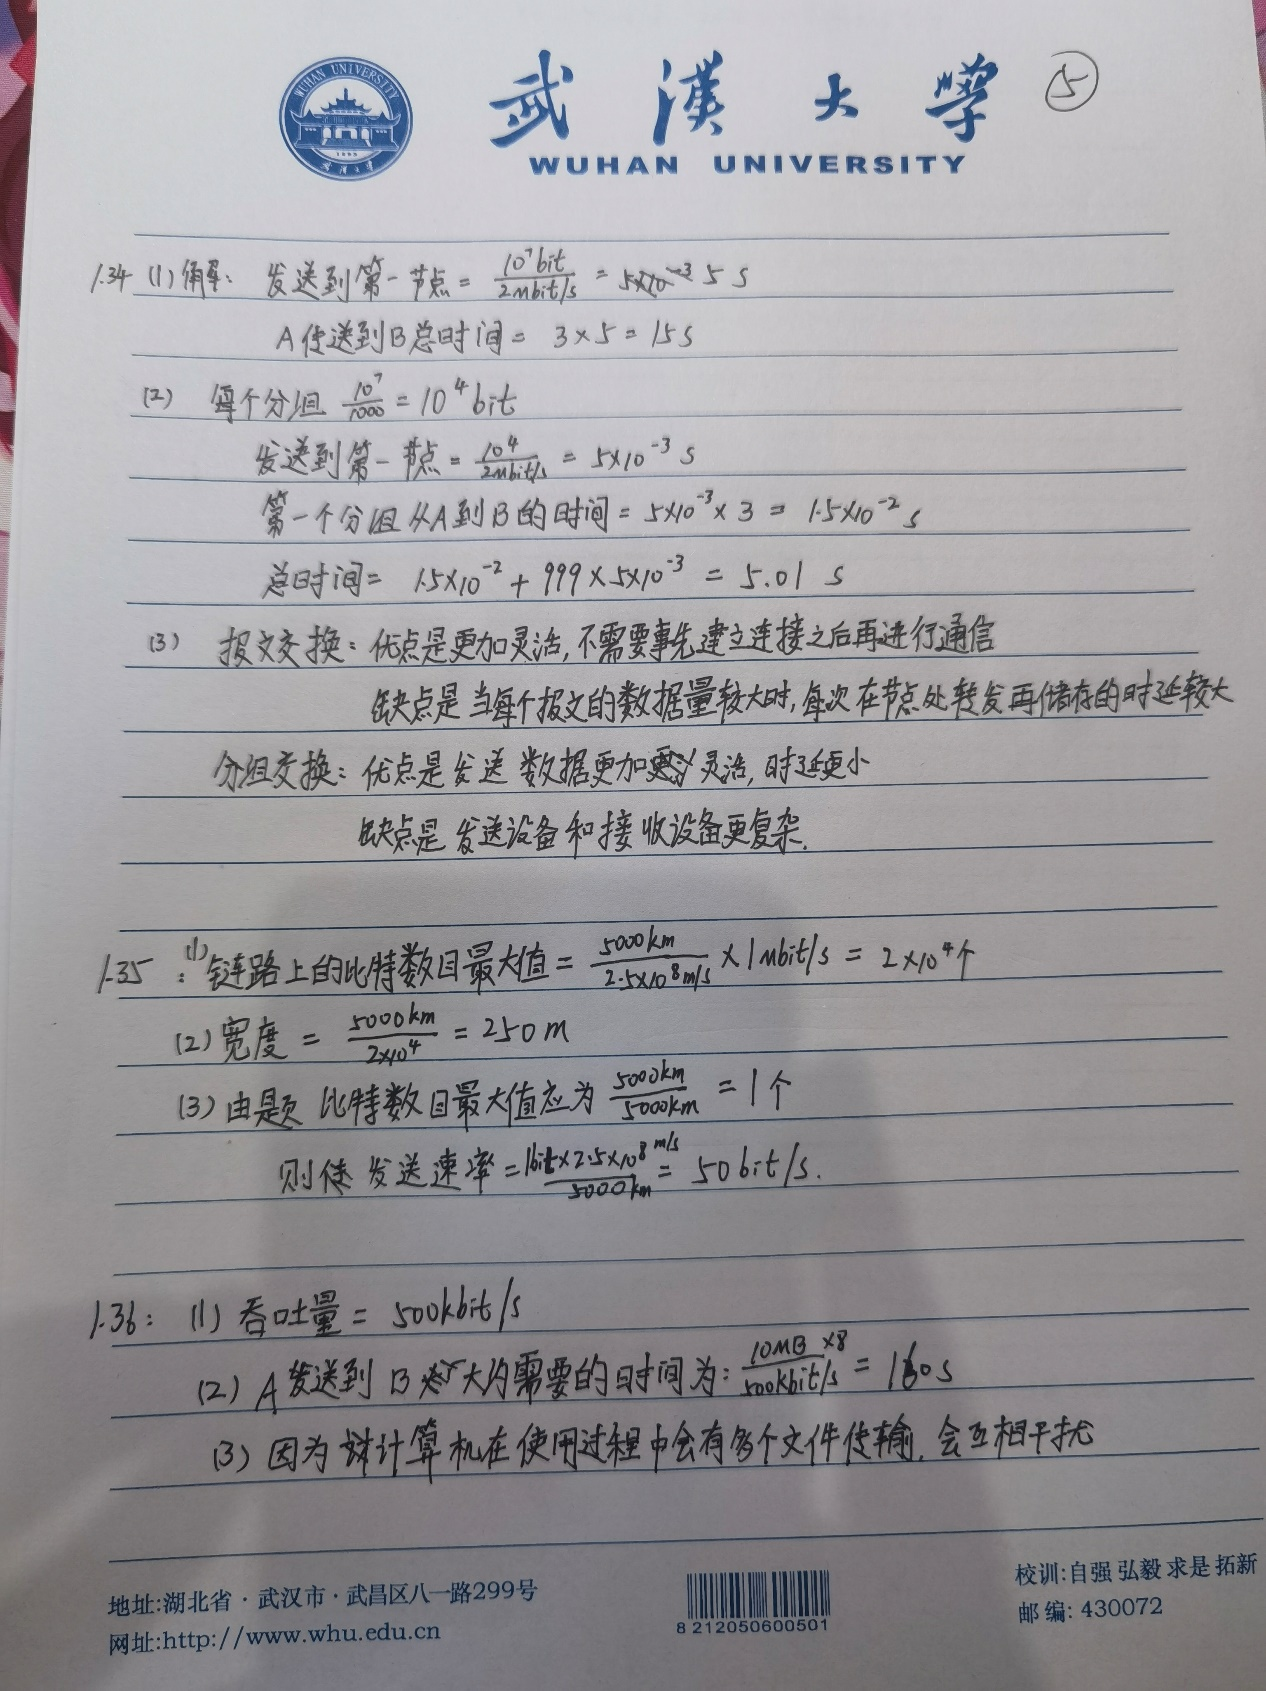 WUHAN UNIVERSITY
武漢大學
⑤
WUHAN UNIVERSITY
1.34 (1) 解: 发送到第一节点 = 10⁷bit / 2Mbit/s = 5 s
A传送到B总时间 = 3×5 = 15s
(2) 每个分组 10⁷/1000 = 10⁴bit
发送到第一节点 = 10⁴ / 2Mbit/s = 5×10⁻³ s
第一个分组从A到B的时间 = 5×10⁻³×3 = 1.5×10⁻² s
总时间 = 1.5×10⁻² + 999×5×10⁻³ = 5.01 s
(3) 报文交换: 优点是更加灵活, 不需要事先建立连接之后再进行通信
缺点是当每个报文的数据量较大时, 每次在节点处转发再储存的时延较大
分组交换: 优点是发送数据更加灵活, 时延更小
缺点是发送设备和接收设备更复杂.
1.35: (1) 链路上的比特数目最大值 = 5000km / 2.5×10⁸m/s × 1Mbit/s = 2×10⁴个
(2) 宽度 = 5000km / 2×10⁴ = 250m
(3) 由题 比特数目最大值应为 5000km / 5000km = 1个
则 发送速率 = 1bit×2.5×10⁸m/s / 5000km = 50bit/s.
1.36: (1) 吞吐量 = 500kbit/s
(2) A发送到B大约需要的时间为: 10MB×8 / 500kbit/s = 160s
(3) 因为计算机在使用过程中会有多个文件传输, 会互相干扰
地址:湖北省·武汉市·武昌区八一路299号
网址:http://www.whu.edu.cn
8 212050600501
校训:自强 弘毅 求是 拓新
邮编: 430072